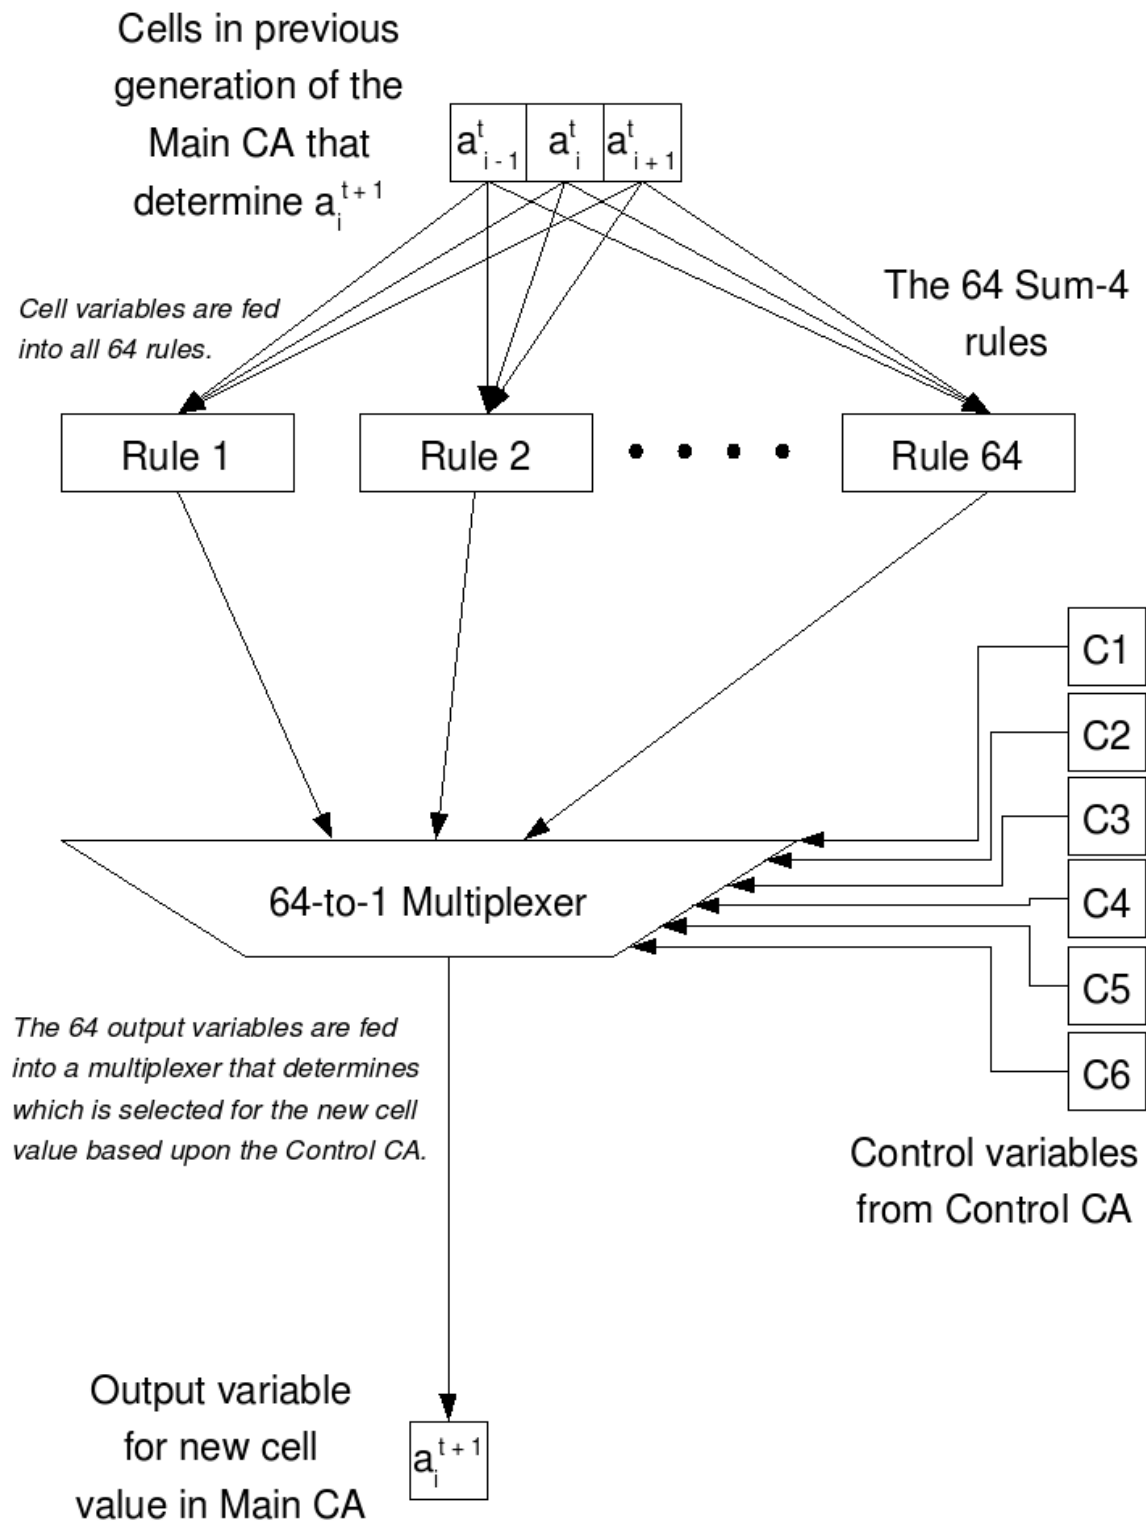 Cells in previous
generation of the
Main CA that
determine a_i^{t + 1}
a^t_{i - 1} a^t_i a^t_{i + 1}
Cell variables are fed
into all 64 rules.
The 64 Sum-4
rules
Rule 1 Rule 2 Rule 64
C1
C2
C3
64-to-1 Multiplexer
C4
C5
C6
The 64 output variables are fed
into a multiplexer that determines
which is selected for the new cell
value based upon the Control CA.
Control variables
from Control CA
Output variable
for new cell
value in Main CA
a_i^{t + 1}